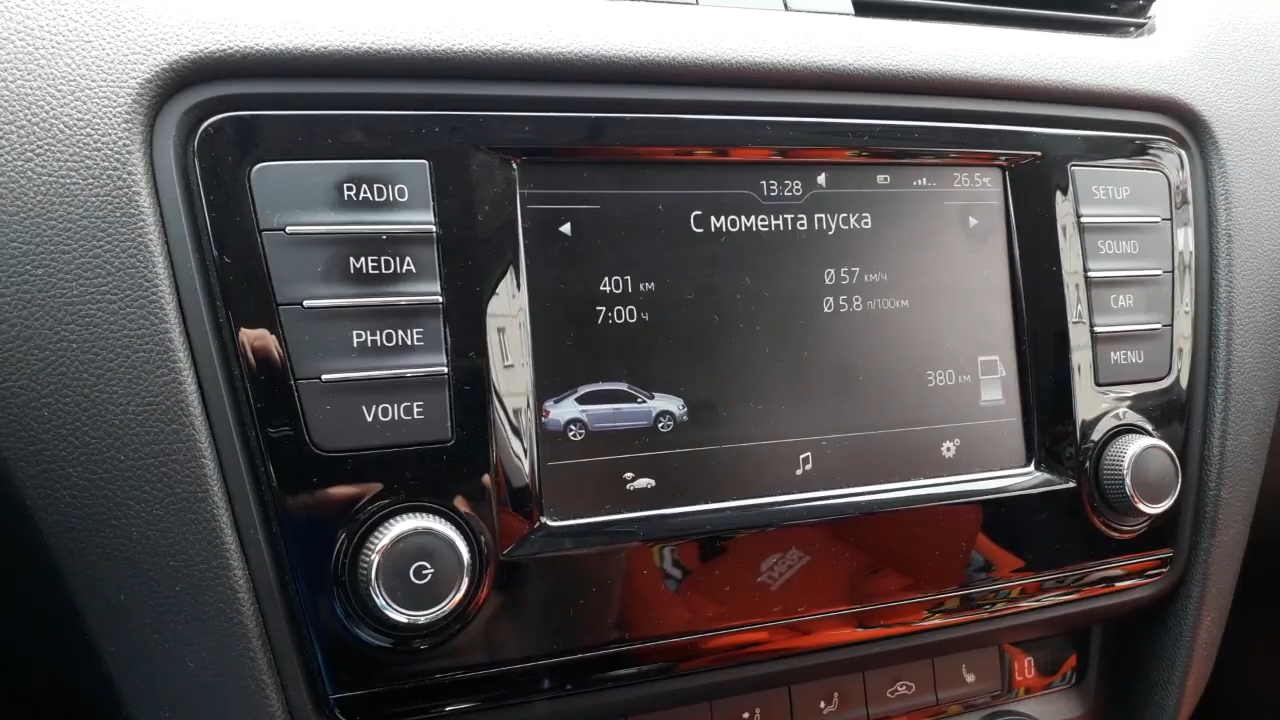 RADIO
MEDIA
PHONE
VOICE
13:28
26.5°C
С момента пуска
401 км
Ø 57 км/ч
7:00 ч
Ø 5.8 л/100км
380 км
SETUP
SOUND
CAR
MENU
LO